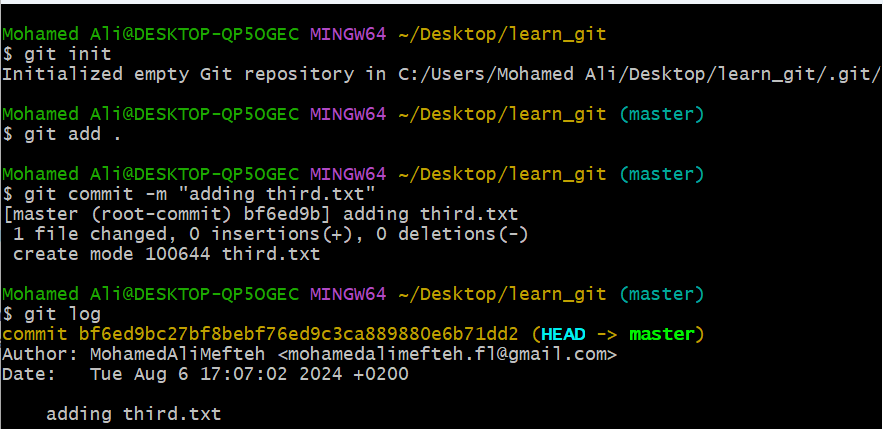 Mohamed Ali@DESKTOP-QP5OGEC MINGW64 ~/Desktop/learn_git
$ git init
Initialized empty Git repository in C:/Users/Mohamed Ali/Desktop/learn_git/.git/
Mohamed Ali@DESKTOP-QP5OGEC MINGW64 ~/Desktop/learn_git (master)
$ git add .
Mohamed Ali@DESKTOP-QP5OGEC MINGW64 ~/Desktop/learn_git (master)
$ git commit -m "adding third.txt"
[master (root-commit) bf6ed9b] adding third.txt
 1 file changed, 0 insertions(+), 0 deletions(-)
 create mode 100644 third.txt
Mohamed Ali@DESKTOP-QP5OGEC MINGW64 ~/Desktop/learn_git (master)
$ git log
commit bf6ed9bc27bf8bebf76ed9c3ca889880e6b71dd2 (HEAD -> master)
Author: MohamedAliMefteh <mohamedalimefteh.fl@gmail.com>
Date:   Tue Aug 6 17:07:02 2024 +0200
    adding third.txt